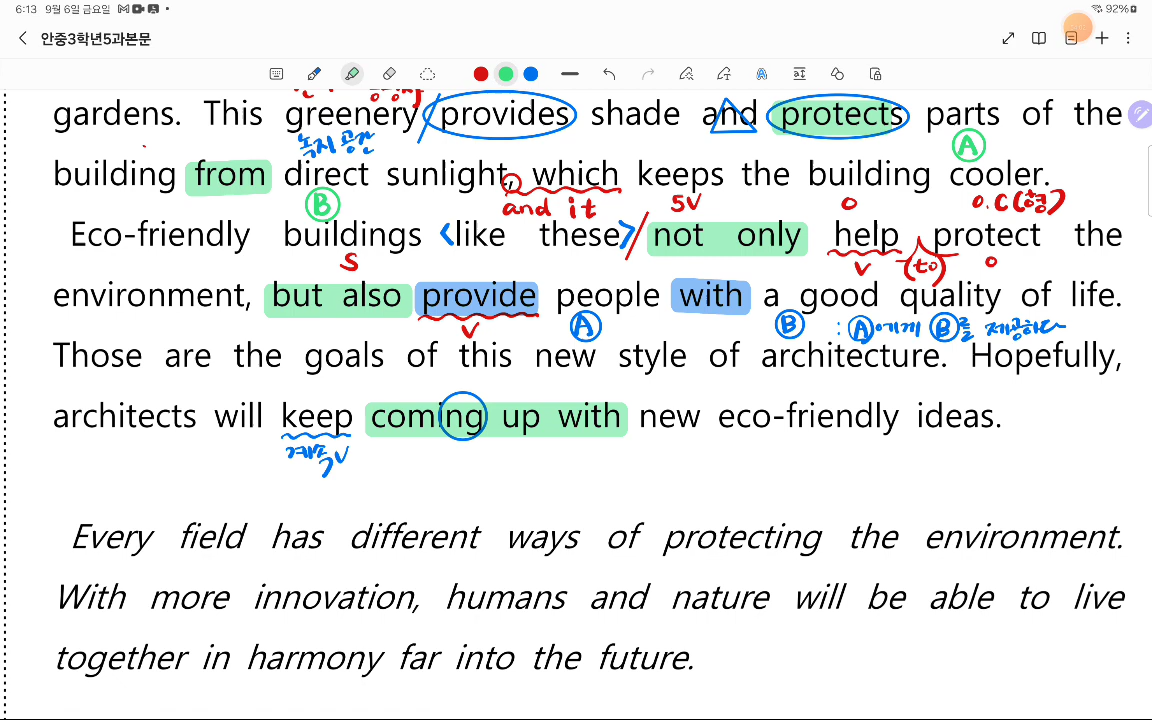 6:13 9월 6일 금요일
92%
안중3학년5과본문
gardens. This greenery provides shade and protects parts of the
녹지 공간
A
building from direct sunlight, which keeps the building cooler.
B and it 5V o o.c(형)
Eco-friendly buildings <like these> / not only help protect the
S v (to) o
environment, but also provide people with a good quality of life.
v A B : A에게 B를 제공하다
Those are the goals of this new style of architecture. Hopefully,
architects will keep coming up with new eco-friendly ideas.
계속 v
Every field has different ways of protecting the environment.
With more innovation, humans and nature will be able to live
together in harmony far into the future.